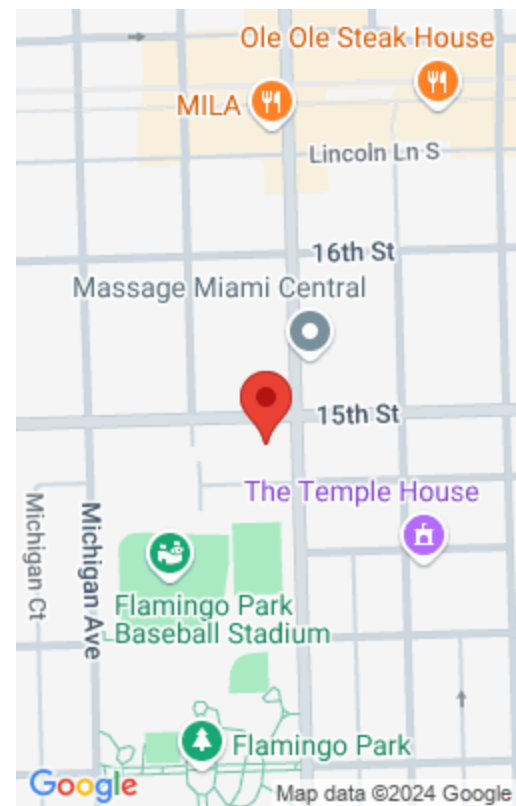 Ole Ole Steak House
MILA
Lincoln Ln S
16th St
Massage Miami Central
15th St
The Temple House
Michigan Ct
Michigan Ave
Flamingo Park
Baseball Stadium
Flamingo Park
Google
Map data ©2024 Google